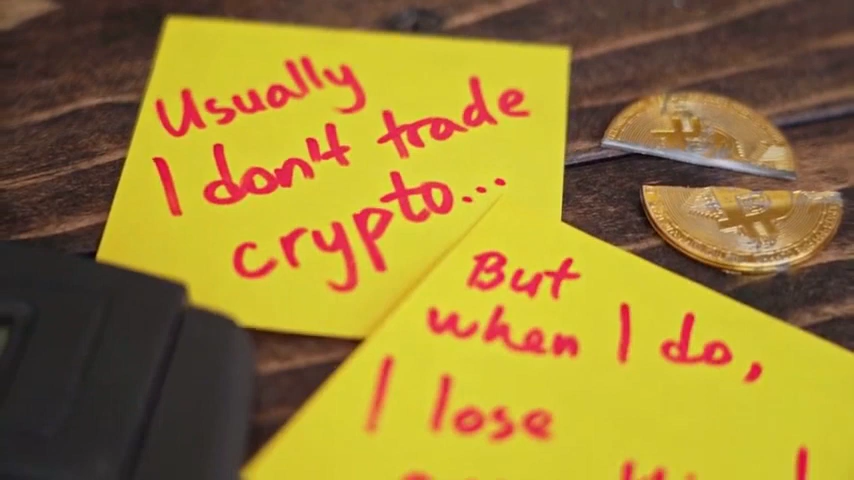 Usually
I don't trade
crypto...
But
when I do,
I lose